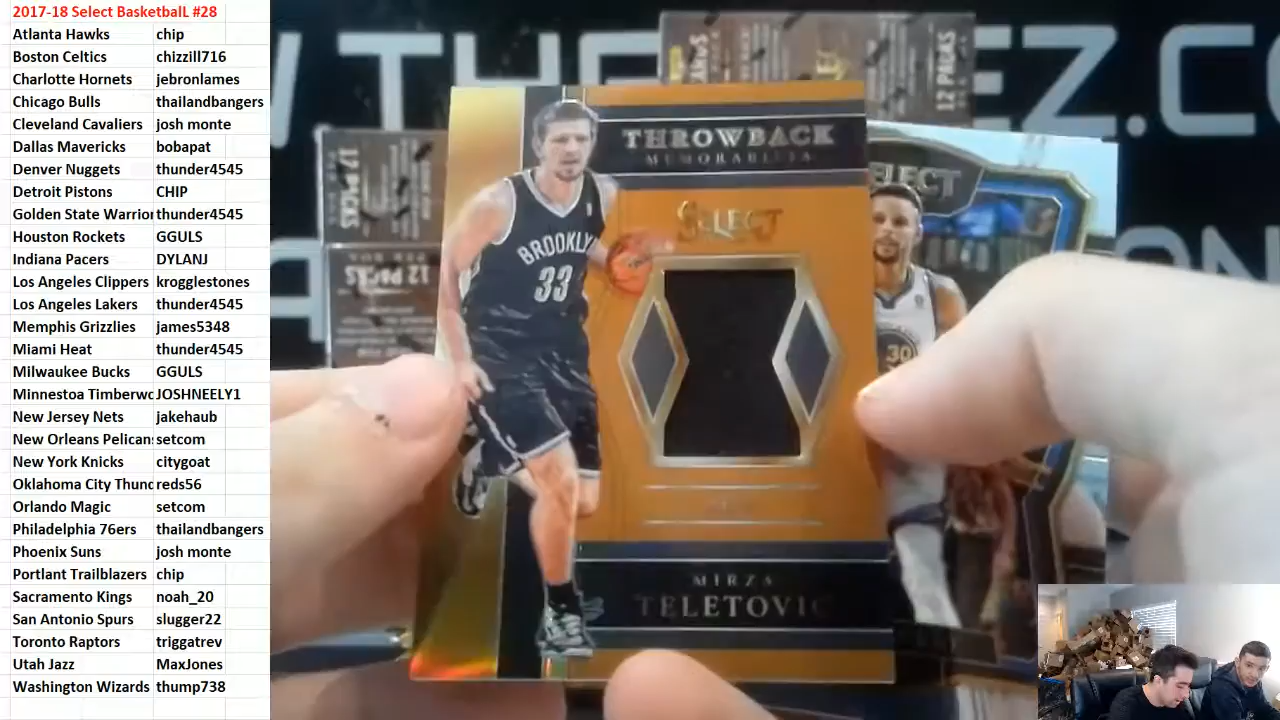 2017-18 Select BasketbalL #28
Atlanta Hawks chip
Boston Celtics chizzill716
Charlotte Hornets jebronlames
Chicago Bulls thailandbangers
Cleveland Cavaliers josh monte
Dallas Mavericks bobapat
Denver Nuggets thunder4545
Detroit Pistons CHIP
Golden State Warrior thunder4545
Houston Rockets GGULS
Indiana Pacers DYLANJ
Los Angeles Clippers krogglestones
Los Angeles Lakers thunder4545
Memphis Grizzlies james5348
Miami Heat thunder4545
Milwaukee Bucks GGULS
Minnestoa Timberwo JOSHNEELY1
New Jersey Nets jakehaub
New Orleans Pelicans setcom
New York Knicks citygoat
Oklahoma City Thund reds56
Orlando Magic setcom
Philadelphia 76ers thailandbangers
Phoenix Suns josh monte
Portlant Trailblazers chip
Sacramento Kings noah_20
San Antonio Spurs slugger22
Toronto Raptors triggatrev
Utah Jazz MaxJones
Washington Wizards thump738
THROWBACK
MEMORABILIA
SELECT
BROOKLYN
33
MIRZA
TELETOVIC
SELECT
30
12 PACKS
12 PACKS
12 PACKS